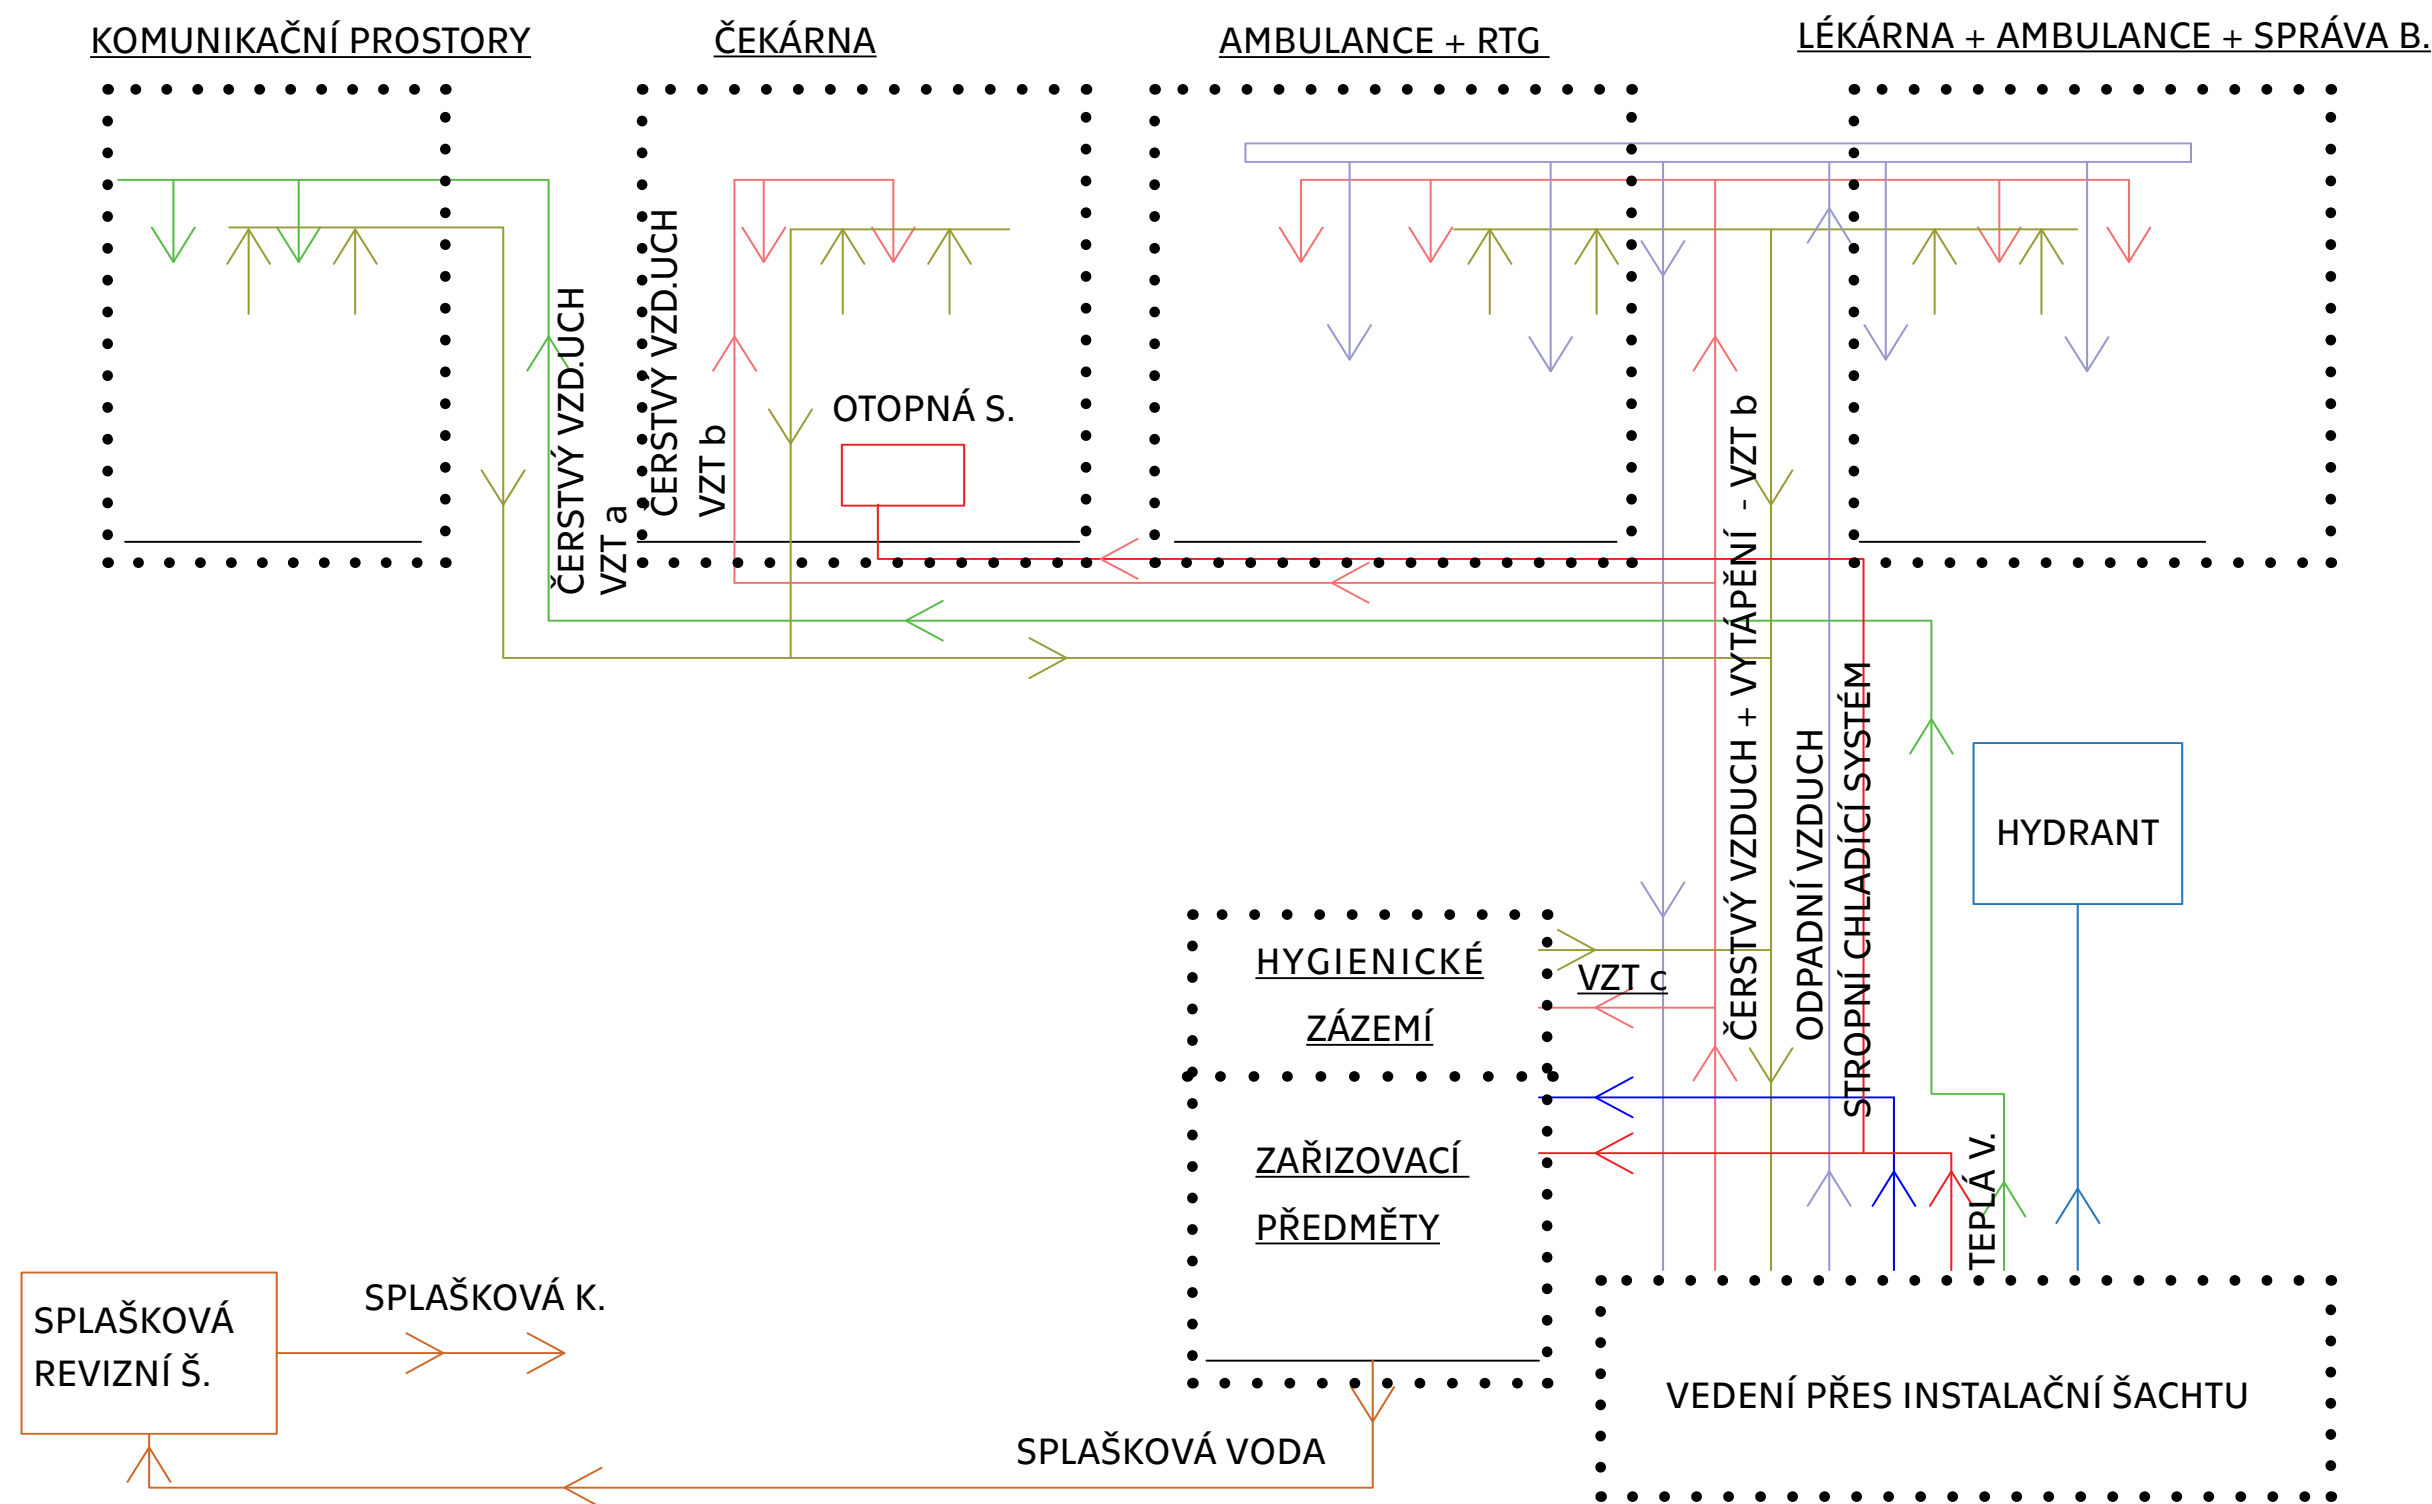 KOMUNIKAČNÍ PROSTORY
ČEKÁRNA
AMBULANCE + RTG
LÉKÁRNA + AMBULANCE + SPRÁVA B.
ČERSTVÝ VZD.UCH
VZT a
ČERSTVÝ VZD.UCH
VZT b
OTOPNÁ S.
ČERSTVÝ VZDUCH + VYTÁPĚNÍ - VZT b
ODPADNÍ VZDUCH
STROPNÍ CHLADÍCÍ SYSTÉM
HYDRANT
HYGIENICKÉ
ZÁZEMÍ
VZT c
ZAŘIZOVACÍ
PŘEDMĚTY
TEPLÁ V.
SPLAŠKOVÁ
REVIZNÍ Š.
SPLAŠKOVÁ K.
SPLAŠKOVÁ VODA
VEDENÍ PŘES INSTALAČNÍ ŠACHTU